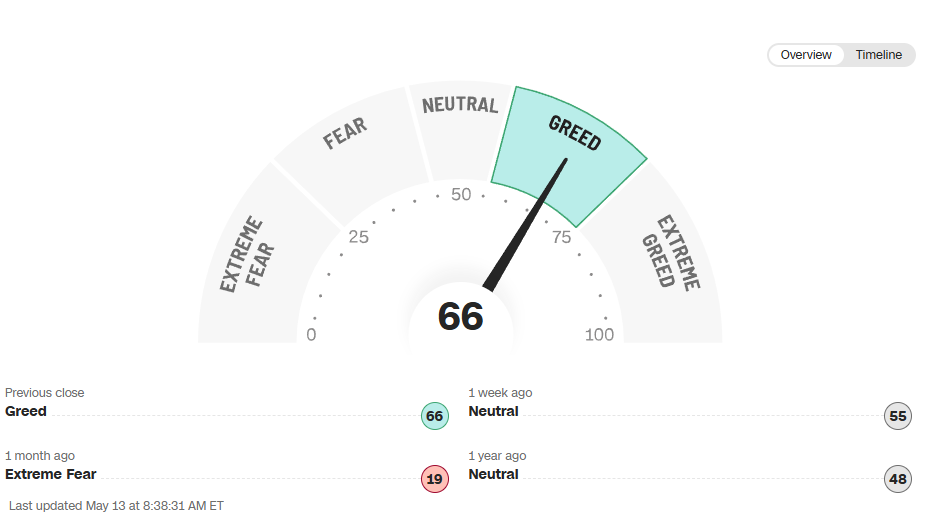 Overview
Timeline
NEUTRAL
FEAR
GREED
EXTREME
FEAR
EXTREME
GREED
50
25
75
0
100
66
Previous close
Greed
66
1 week ago
Neutral
55
1 month ago
Extreme Fear
19
1 year ago
Neutral
48
Last updated May 13 at 8:38:31 AM ET